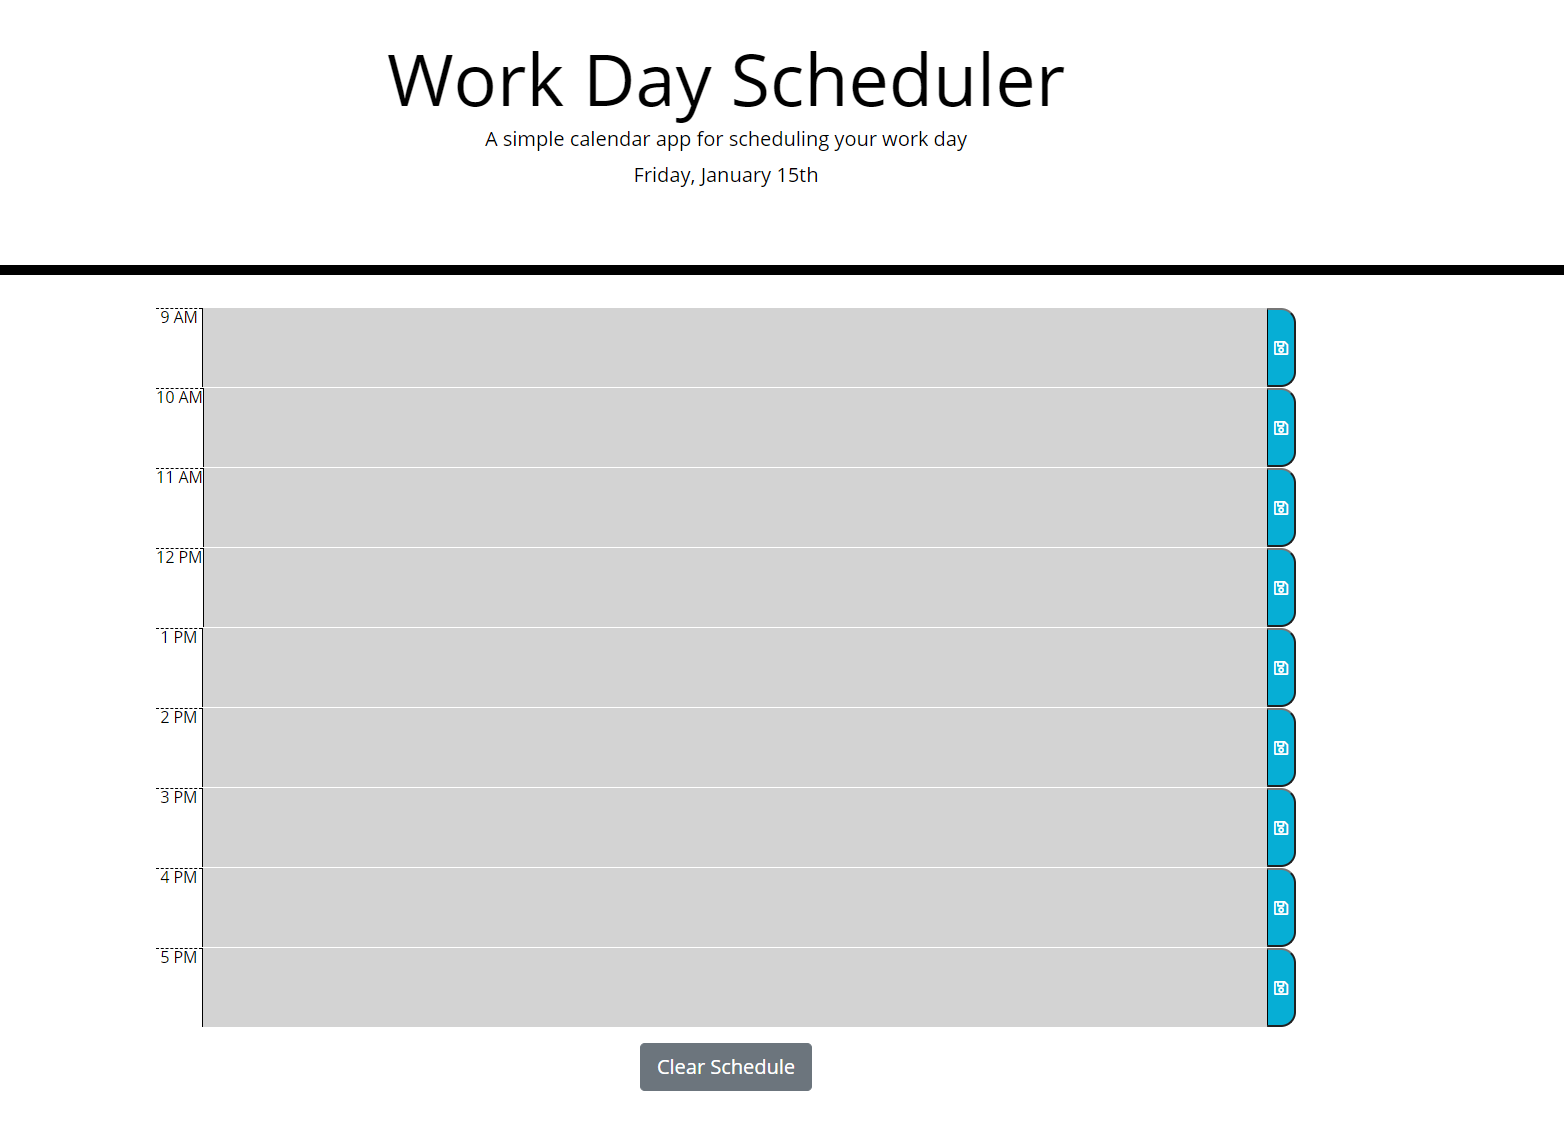 Work Day Scheduler
A simple calendar app for scheduling your work day
Friday, January 15th
9 AM
10 AM
11 AM
12 PM
1 PM
2 PM
3 PM
4 PM
5 PM
Clear Schedule